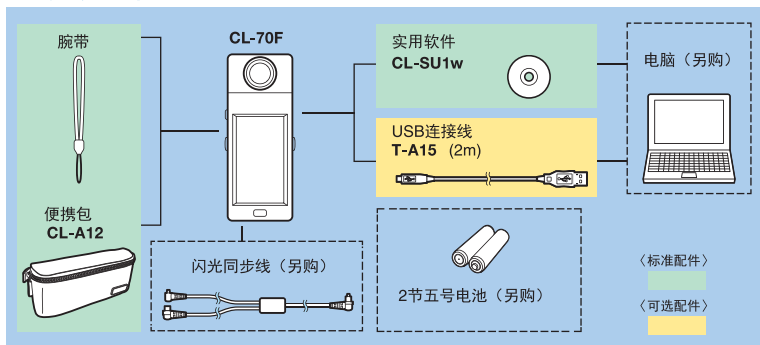 腕带
便携包
CL-A12
CL-70F
闪光同步线（另购）
实用软件
CL-SU1w
USB连接线
T-A15 (2m)
2节五号电池（另购）
电脑（另购）
〈标准配件〉
〈可选配件〉